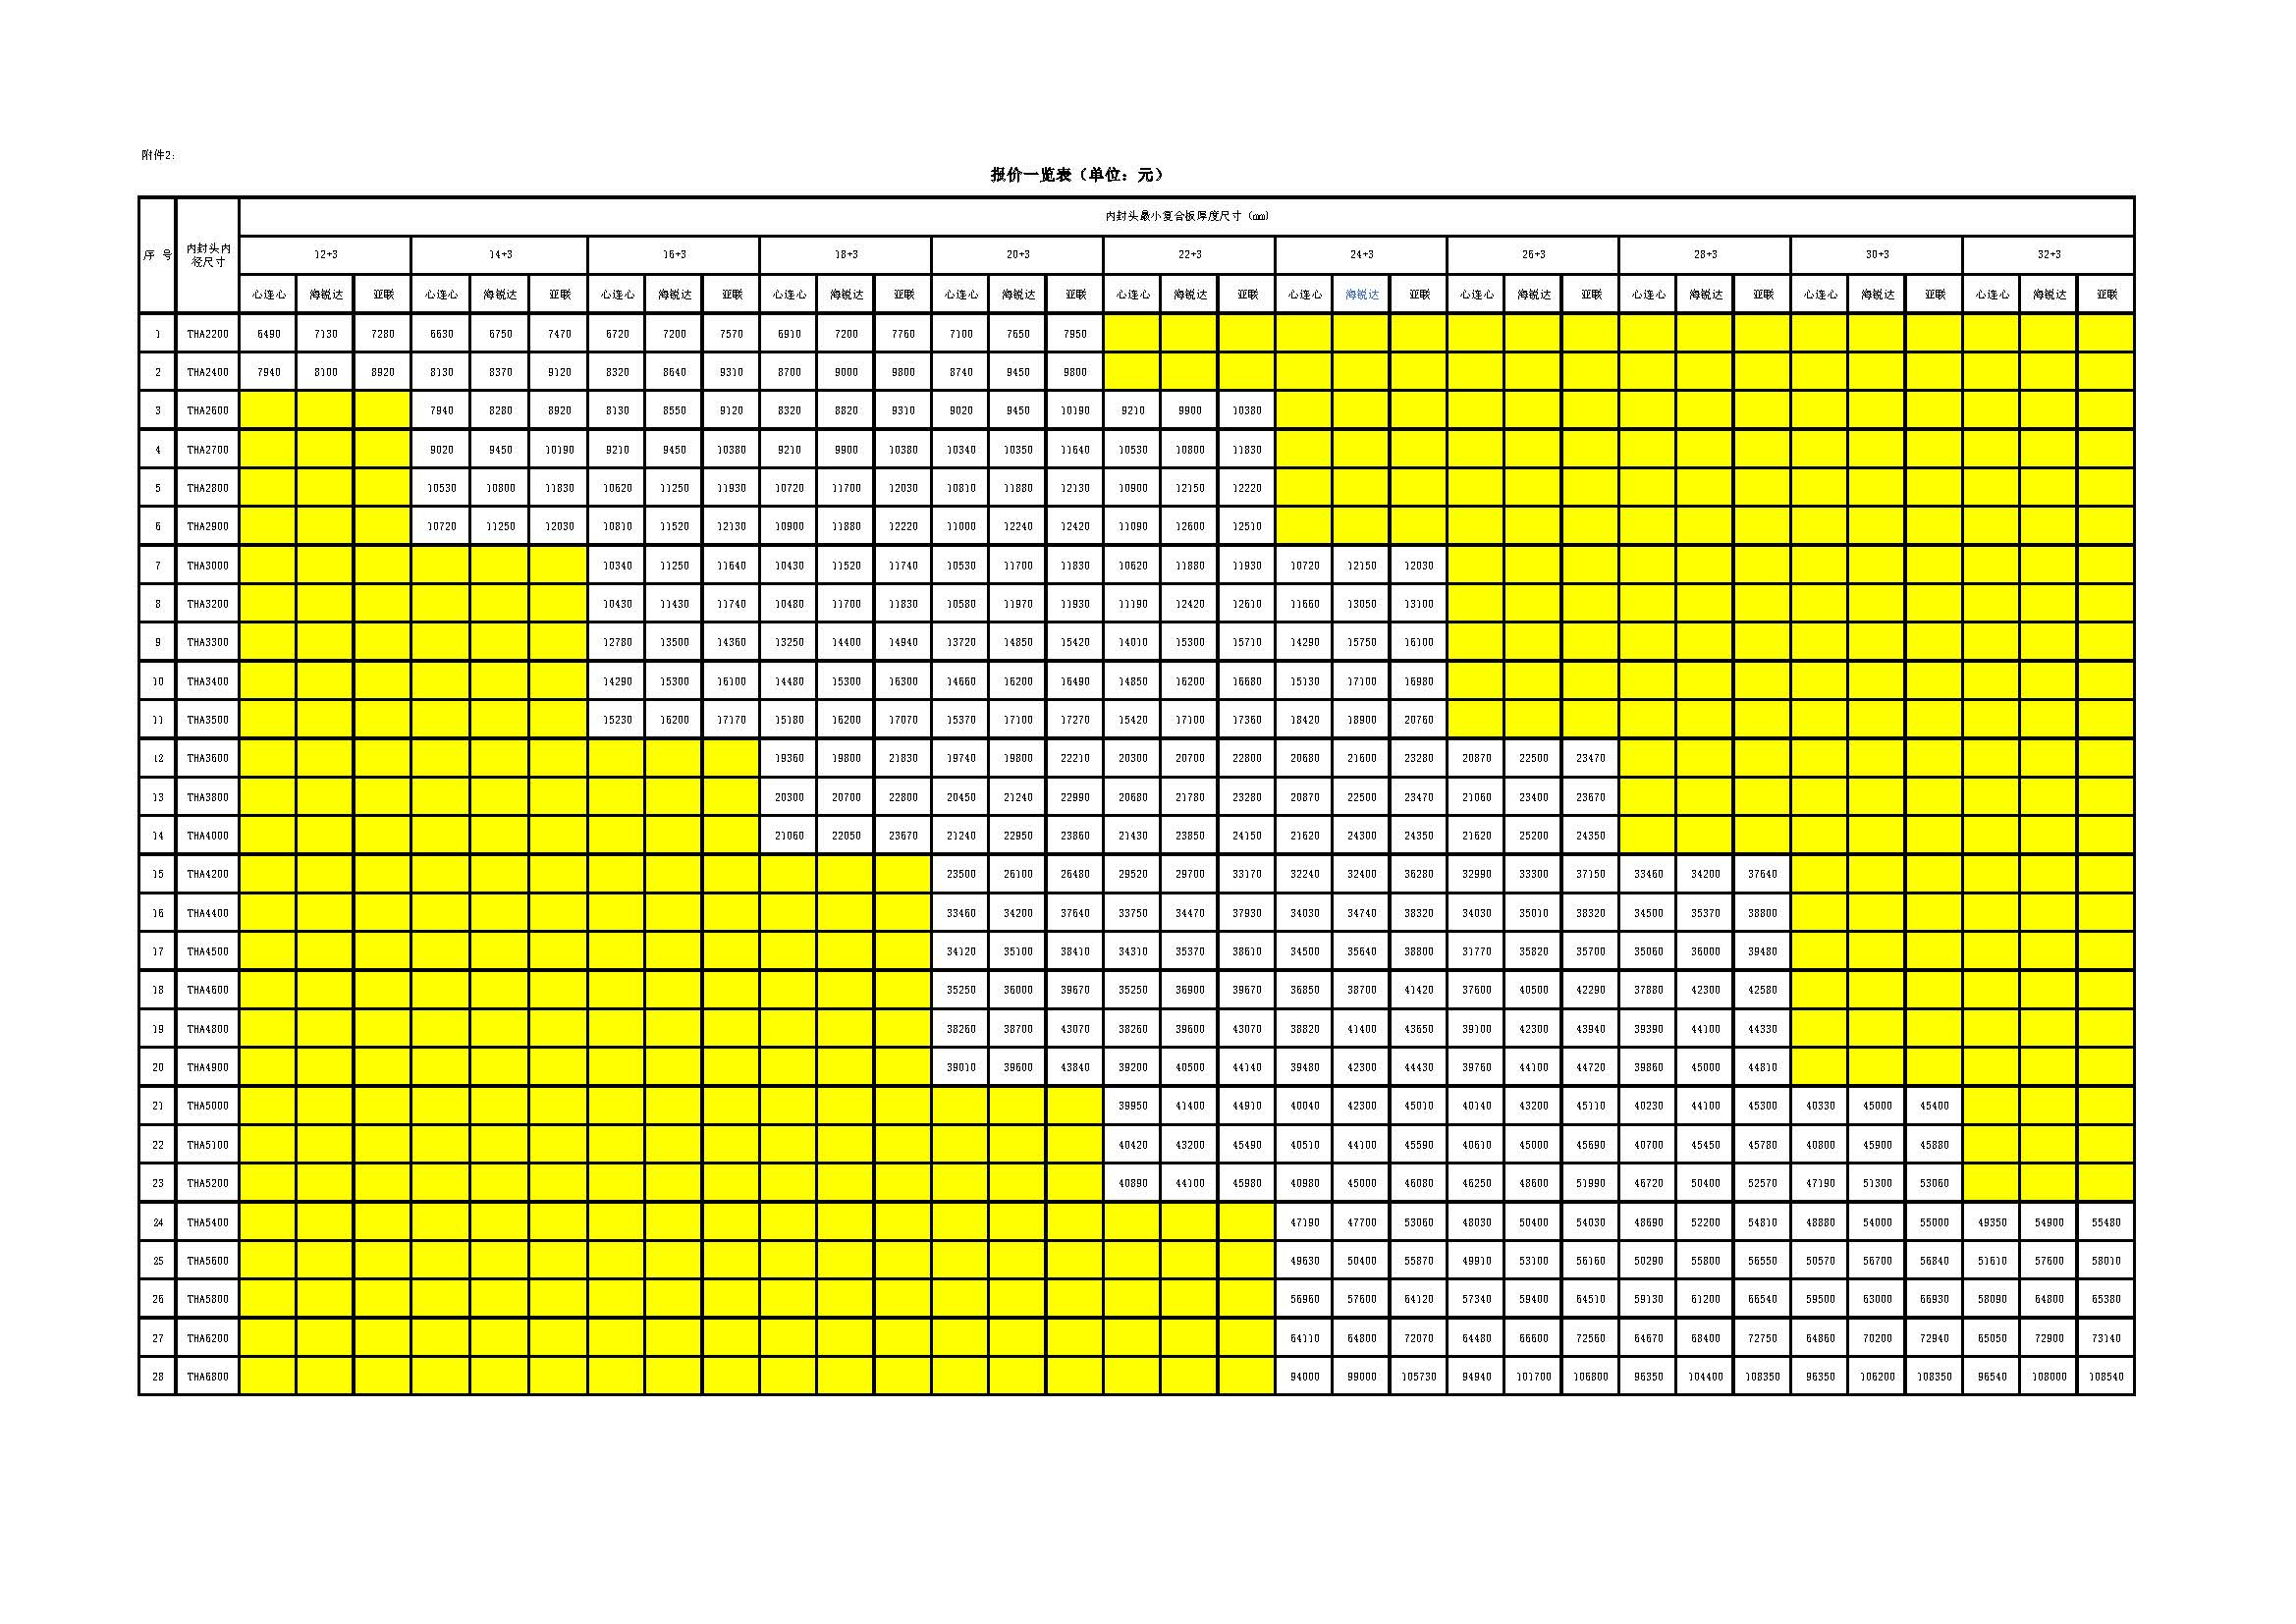 附件2:
报价一览表（单位：元）
序 号 内封头内径尺寸 内封头最小复合板厚度尺寸（mm）
12+3 14+3 16+3 18+3 20+3 22+3 24+3 26+3 28+3 30+3 32+3
心连心 海锐达 亚联 心连心 海锐达 亚联 心连心 海锐达 亚联 心连心 海锐达 亚联 心连心 海锐达 亚联 心连心 海锐达 亚联 心连心 海锐达 亚联 心连心 海锐达 亚联 心连心 海锐达 亚联 心连心 海锐达 亚联 心连心 海锐达 亚联
1 THA2200 6490 7130 7280 6630 6750 7470 6720 7200 7570 6910 7200 7760 7100 7650 7950
2 THA2400 7940 8100 8920 8130 8370 9120 8320 8640 9310 8700 9000 9800 8740 9450 9800
3 THA2600 7940 8280 8920 8130 8550 9120 8320 8820 9310 9020 9450 10190 9210 9900 10380
4 THA2700 9020 9450 10190 9210 9450 10380 9210 9900 10380 10340 10350 11640 10530 10800 11830
5 THA2800 10530 10800 11830 10620 11250 11930 10720 11700 12030 10810 11880 12130 10900 12150 12220
6 THA2900 10720 11250 12030 10810 11520 12130 10900 11880 12220 11000 12240 12420 11090 12600 12510
7 THA3000 10340 11250 11640 10430 11520 11740 10530 11700 11830 10620 11880 11930 10720 12150 12030
8 THA3200 10430 11430 11740 10480 11700 11830 10580 11970 11930 11190 12420 12610 11660 13050 13100
9 THA3300 12780 13500 14360 13250 14400 14940 13720 14850 15420 14010 15300 15710 14290 15750 16100
10 THA3400 14290 15300 16100 14480 15300 16300 14660 16200 16490 14850 16200 16680 15130 17100 16980
11 THA3500 15230 16200 17170 15180 16200 17070 15370 17100 17270 15420 17100 17360 18420 18900 20760
12 THA3600 19360 19800 21830 19740 19800 22210 20300 20700 22800 20680 21600 23280 20870 22500 23470
13 THA3800 20300 20700 22800 20450 21240 22990 20680 21780 23280 20870 22500 23470 21060 23400 23670
14 THA4000 21060 22050 23670 21240 22950 23860 21430 23850 24150 21620 24300 24350 21620 25200 24350
15 THA4200 23500 26100 26480 29520 29700 33170 32240 32400 36280 32990 33300 37150 33460 34200 37640
16 THA4400 33460 34200 37640 33750 34470 37930 34030 34740 38320 34030 35010 38320 34500 35370 38800
17 THA4500 34120 35100 38410 34310 35370 38610 34500 35640 38800 31770 35820 35700 35060 36000 39480
18 THA4600 35250 36000 39670 35250 36900 39670 36850 38700 41420 37600 40500 42290 37880 42300 42580
19 THA4800 38260 38700 43070 38260 39600 43070 38820 41400 43650 39100 42300 43940 39390 44100 44330
20 THA4900 39010 39600 43840 39200 40500 44140 39480 42300 44430 39760 44100 44720 39860 45000 44810
21 THA5000 39950 41400 44910 40040 42300 45010 40140 43200 45110 40230 44100 45300 40330 45000 45400
22 THA5100 40420 43200 45490 40510 44100 45590 40610 45000 45690 40700 45450 45780 40800 45900 45880
23 THA5200 40890 44100 45980 40980 45000 46080 46250 48600 51990 46720 50400 52570 47190 51300 53060
24 THA5400 47190 47700 53060 48030 50400 54030 48690 52200 54810 48880 54000 55000 49350 54900 55480
25 THA5600 49630 50400 55870 49910 53100 56160 50290 55800 56550 50570 56700 56840 51610 57600 58010
26 THA5800 56960 57600 64120 57340 59400 64510 59130 61200 66540 59500 63000 66930 58090 64800 65380
27 THA6200 64110 64800 72070 64480 66600 72560 64670 68400 72750 64860 70200 72940 65050 72900 73140
28 THA6800 94000 99000 105730 94940 101700 106800 96350 104400 108350 96350 106200 108350 96540 108000 108540